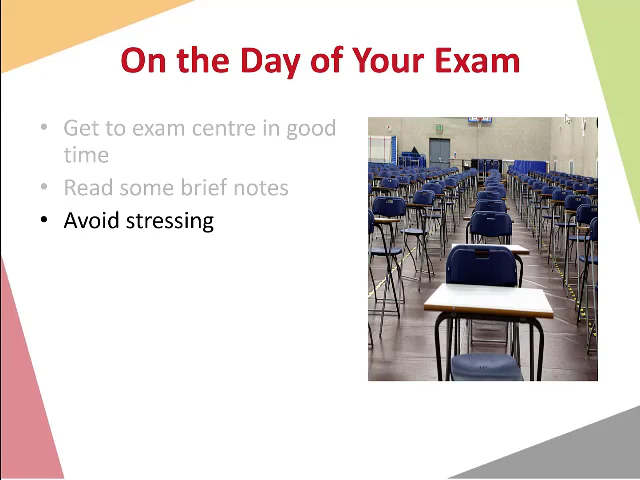 On the Day of Your Exam
• Get to exam centre in good
time
• Read some brief notes
• Avoid stressing